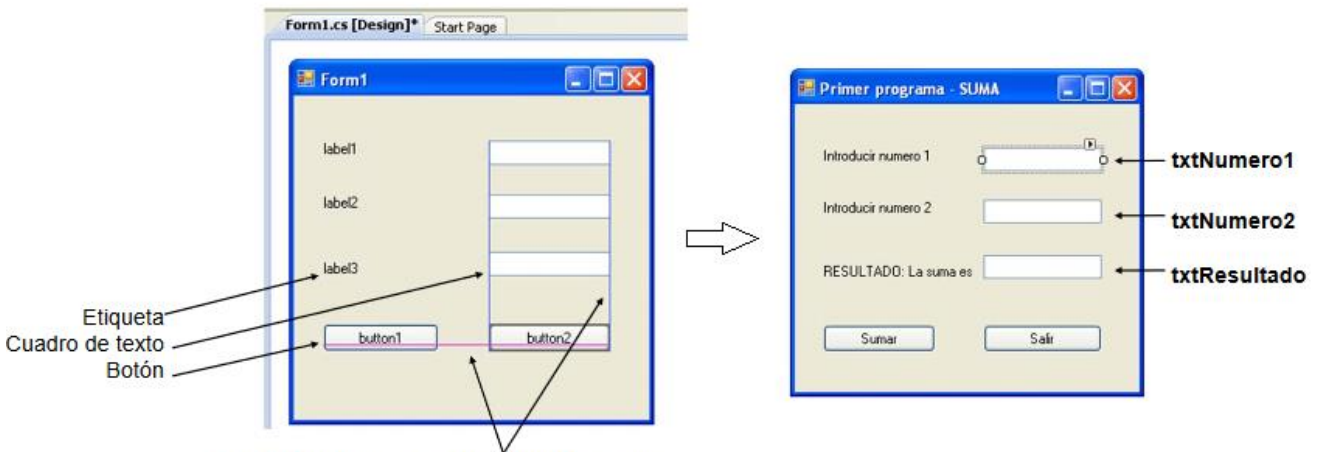 Form1.cs [Design]* Start Page
Form1
label1
label2
label3
button1 button2
Etiqueta
Cuadro de texto
Botón
Primer programa - SUMA
Introducir numero 1
Introducir numero 2
RESULTADO: La suma es
Sumar Salir
txtNumero1
txtNumero2
txtResultado